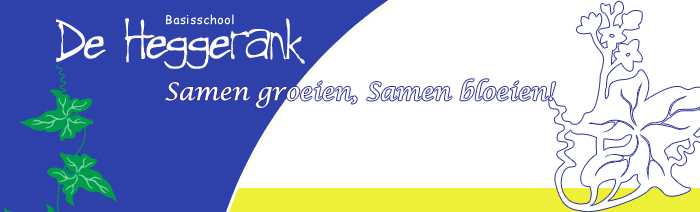 Basisschool
De Heggerank
Samen groeien, Samen bloeien!